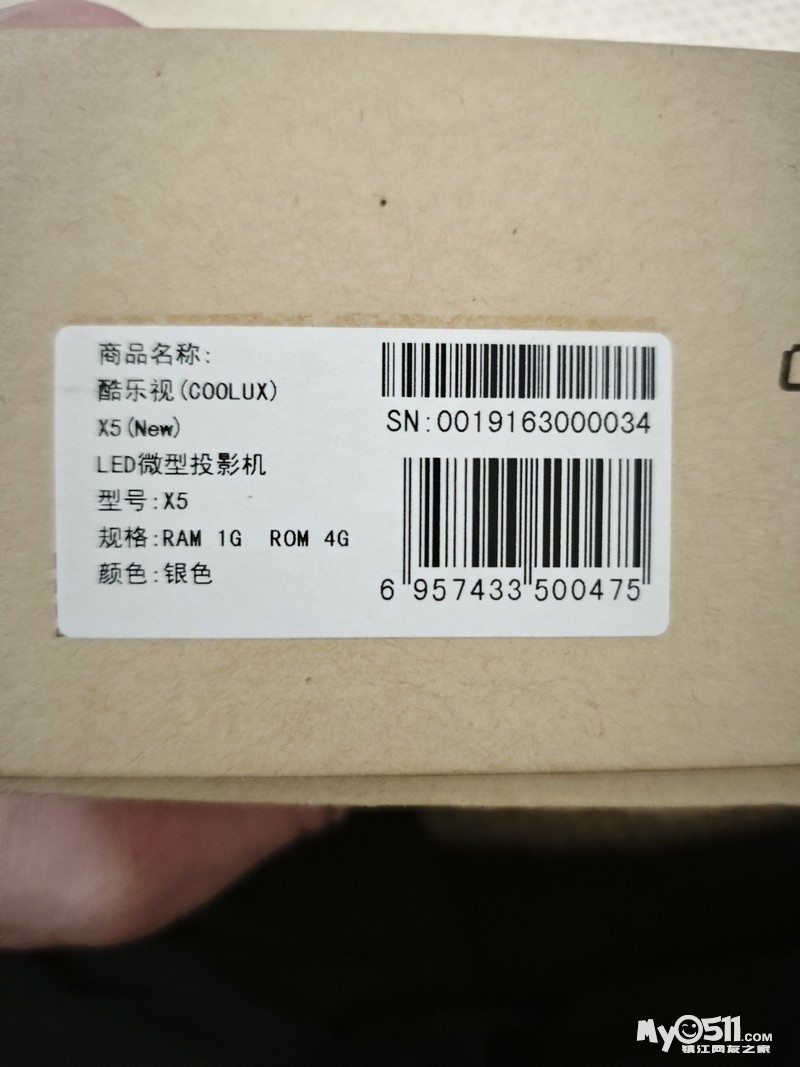 商品名称:
酷乐视(COOLUX)
X5(New)
LED微型投影机
型号:X5
规格:RAM 1G ROM 4G
颜色:银色
SN:0019163000034
6 957433 500475
My0511.COM
镇江网友之家